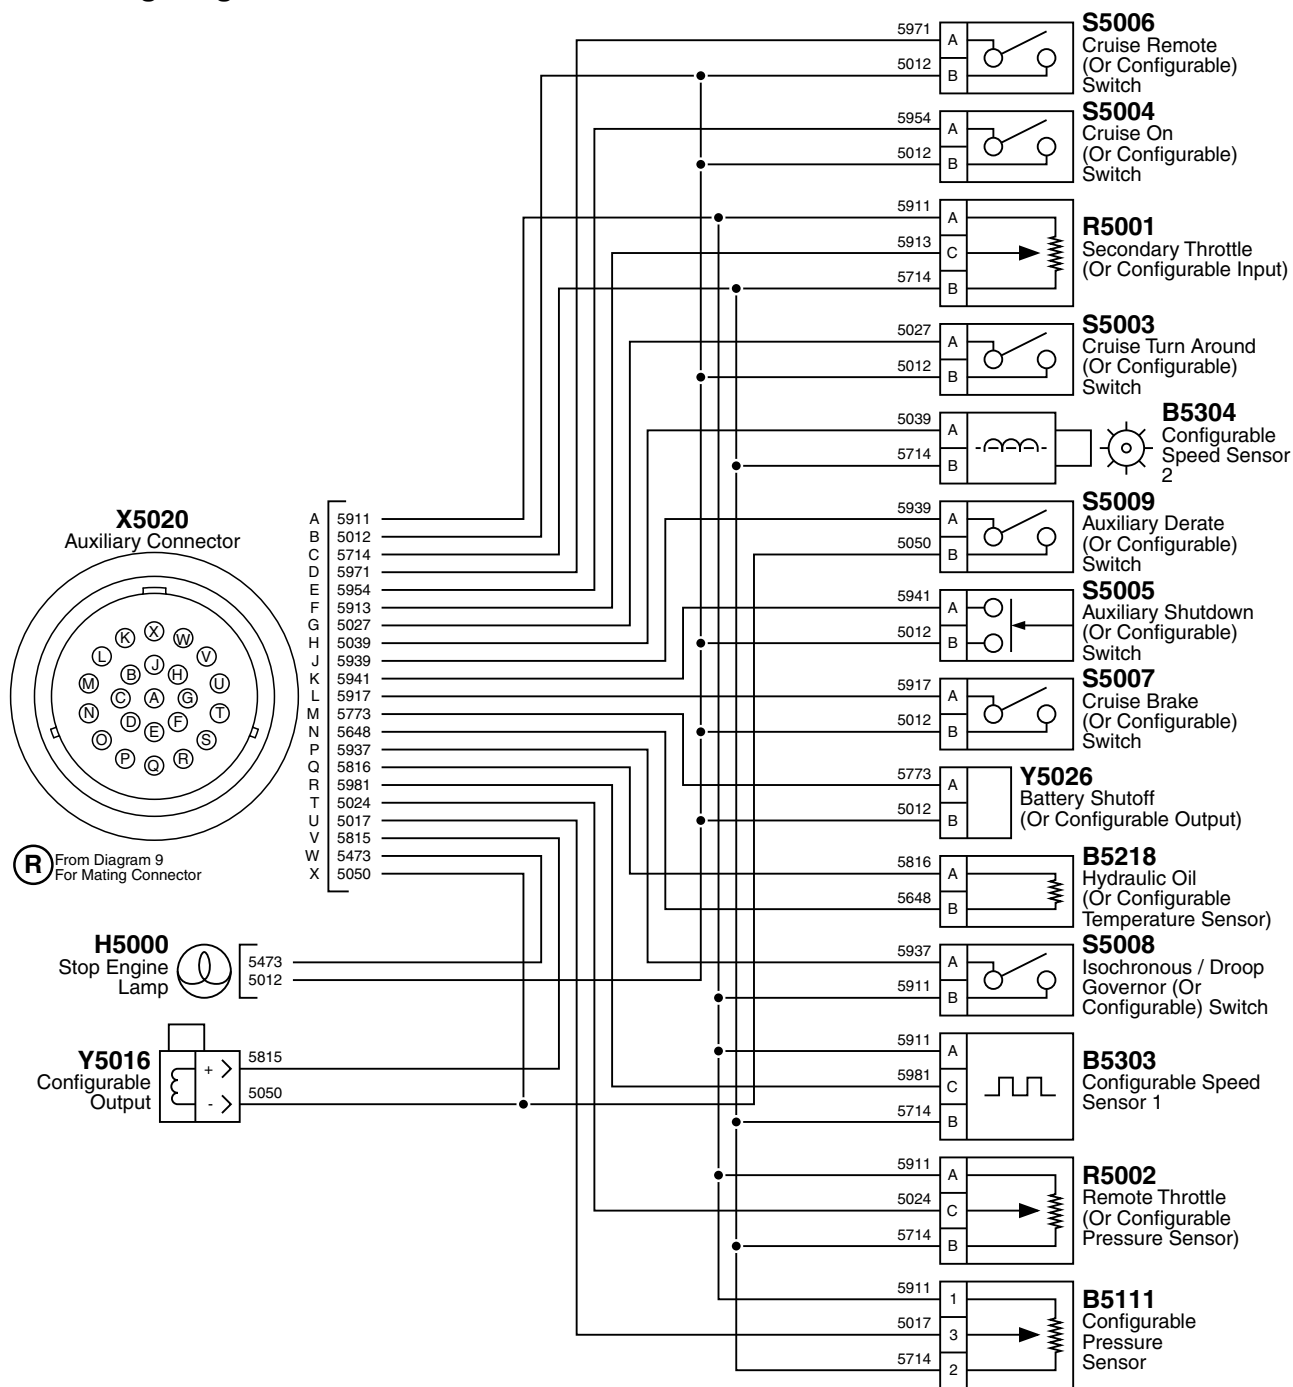 5971 A
5012 B
S5006
Cruise Remote
(Or Configurable)
Switch
5954 A
5012 B
S5004
Cruise On
(Or Configurable)
Switch
5911 A
5913 C
5714 B
R5001
Secondary Throttle
(Or Configurable Input)
5027 A
5012 B
S5003
Cruise Turn Around
(Or Configurable)
Switch
5039 A
5714 B
B5304
Configurable
Speed Sensor
2
5939 A
5050 B
S5009
Auxiliary Derate
(Or Configurable)
Switch
5941 A
5012 B
S5005
Auxiliary Shutdown
(Or Configurable)
Switch
5917 A
5012 B
S5007
Cruise Brake
(Or Configurable)
Switch
5773 A
5012 B
Y5026
Battery Shutoff
(Or Configurable Output)
5816 A
5648 B
B5218
Hydraulic Oil
(Or Configurable
Temperature Sensor)
5937 A
5911 B
S5008
Isochronous / Droop
Governor (Or
Configurable) Switch
5911 A
5981 C
5714 B
B5303
Configurable Speed
Sensor 1
5911 A
5024 C
5714 B
R5002
Remote Throttle
(Or Configurable
Pressure Sensor)
5911 1
5017 3
5714 2
B5111
Configurable
Pressure
Sensor
X5020
Auxiliary Connector
K X W
L J V
M B H U
C A G
N D F T
O E S
P Q R
A 5911
B 5012
C 5714
D 5971
E 5954
F 5913
G 5027
H 5039
J 5939
K 5941
L 5917
M 5773
N 5648
P 5937
Q 5816
R 5981
T 5024
U 5017
V 5815
W 5473
X 5050
R From Diagram 9
For Mating Connector
H5000
Stop Engine
Lamp
5473
5012
Y5016
Configurable
Output
+ 5815
- 5050